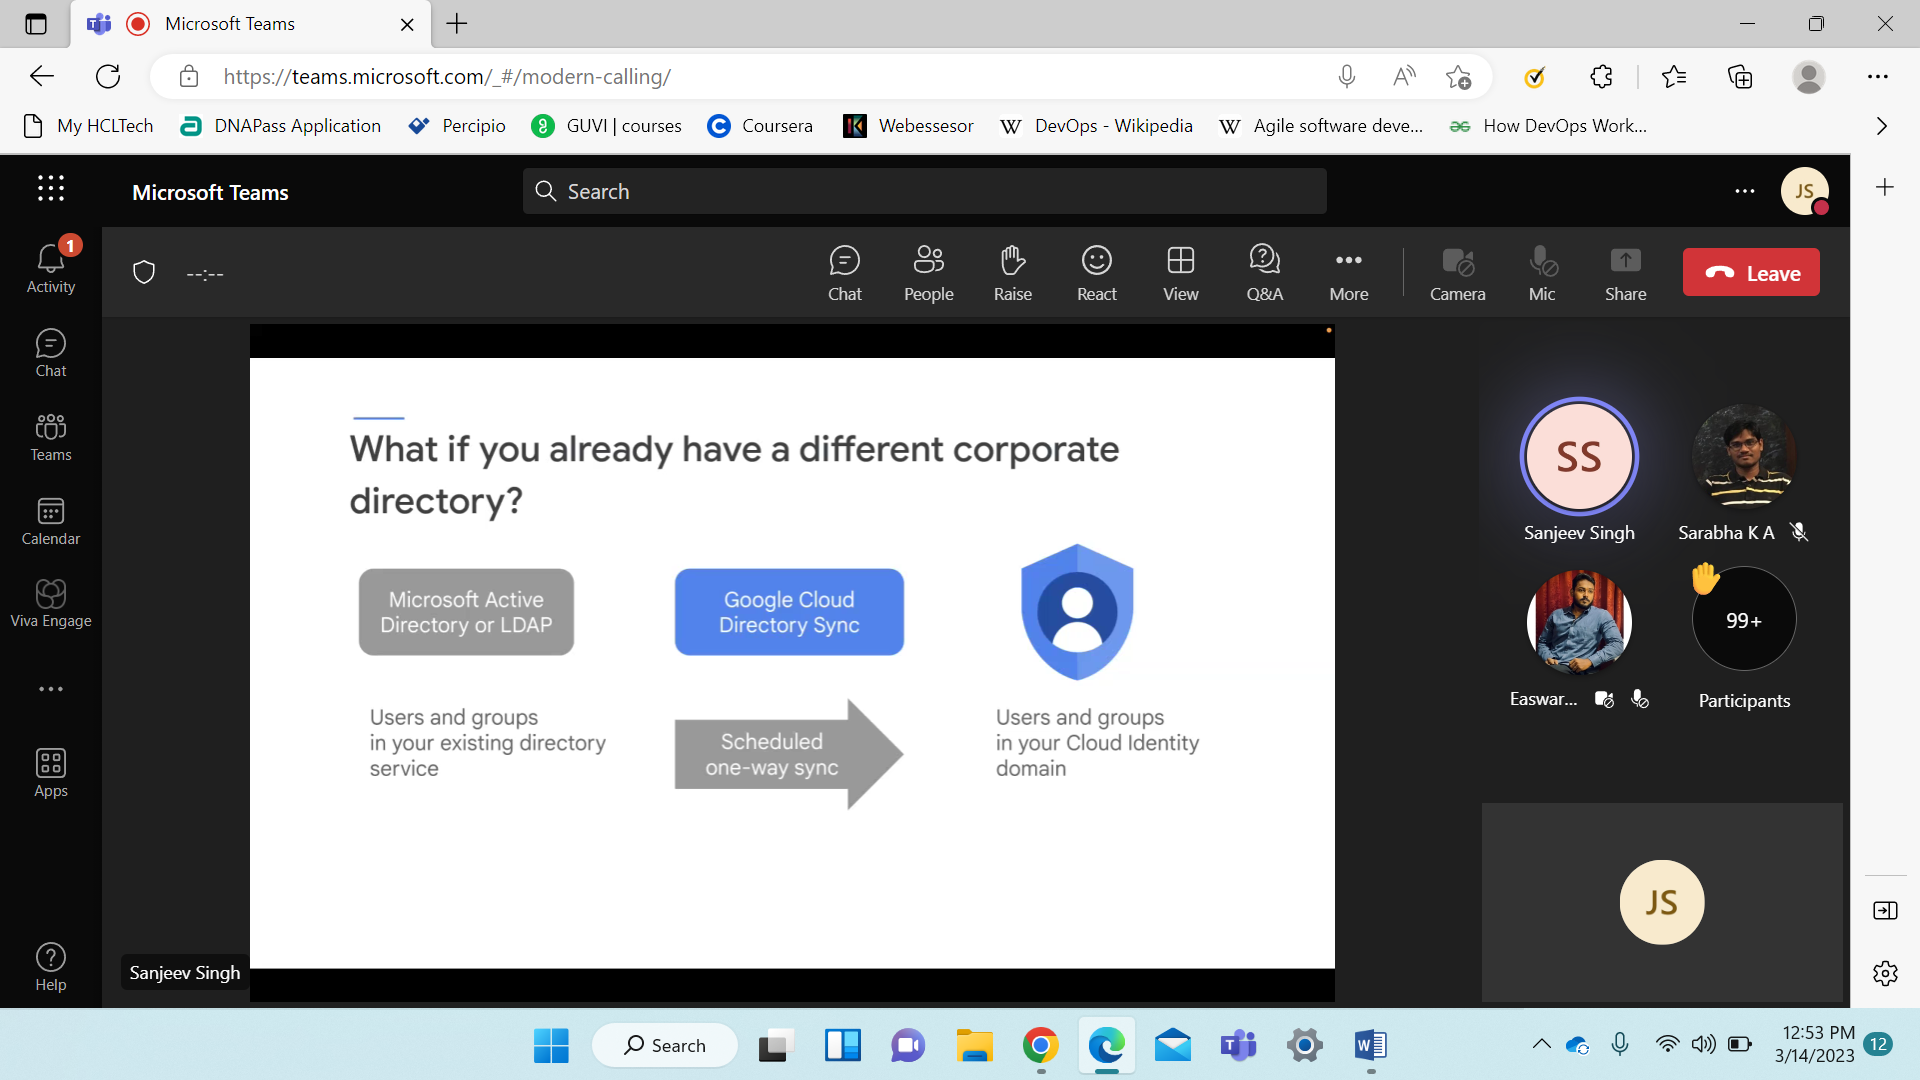 Microsoft Teams
https://teams.microsoft.com/_#/modern-calling/
My HCLTech
DNAPass Application
Percipio
GUVI | courses
Coursera
Webessesor
DevOps - Wikipedia
Agile software deve...
How DevOps Work...
Microsoft Teams
Search
JS
1
Activity
Chat
Teams
Calendar
Viva Engage
Apps
Help
--:--
Chat
People
Raise
React
View
Q&A
More
Camera
Mic
Share
Leave
What if you already have a different corporate
directory?
Microsoft Active
Directory or LDAP
Google Cloud
Directory Sync
Users and groups
in your existing directory
service
Scheduled
one-way sync
Users and groups
in your Cloud Identity
domain
Sanjeev Singh
SS
Sanjeev Singh
Sarabha K A
Easwar...
99+
Participants
JS
Search
12:53 PM
3/14/2023
12